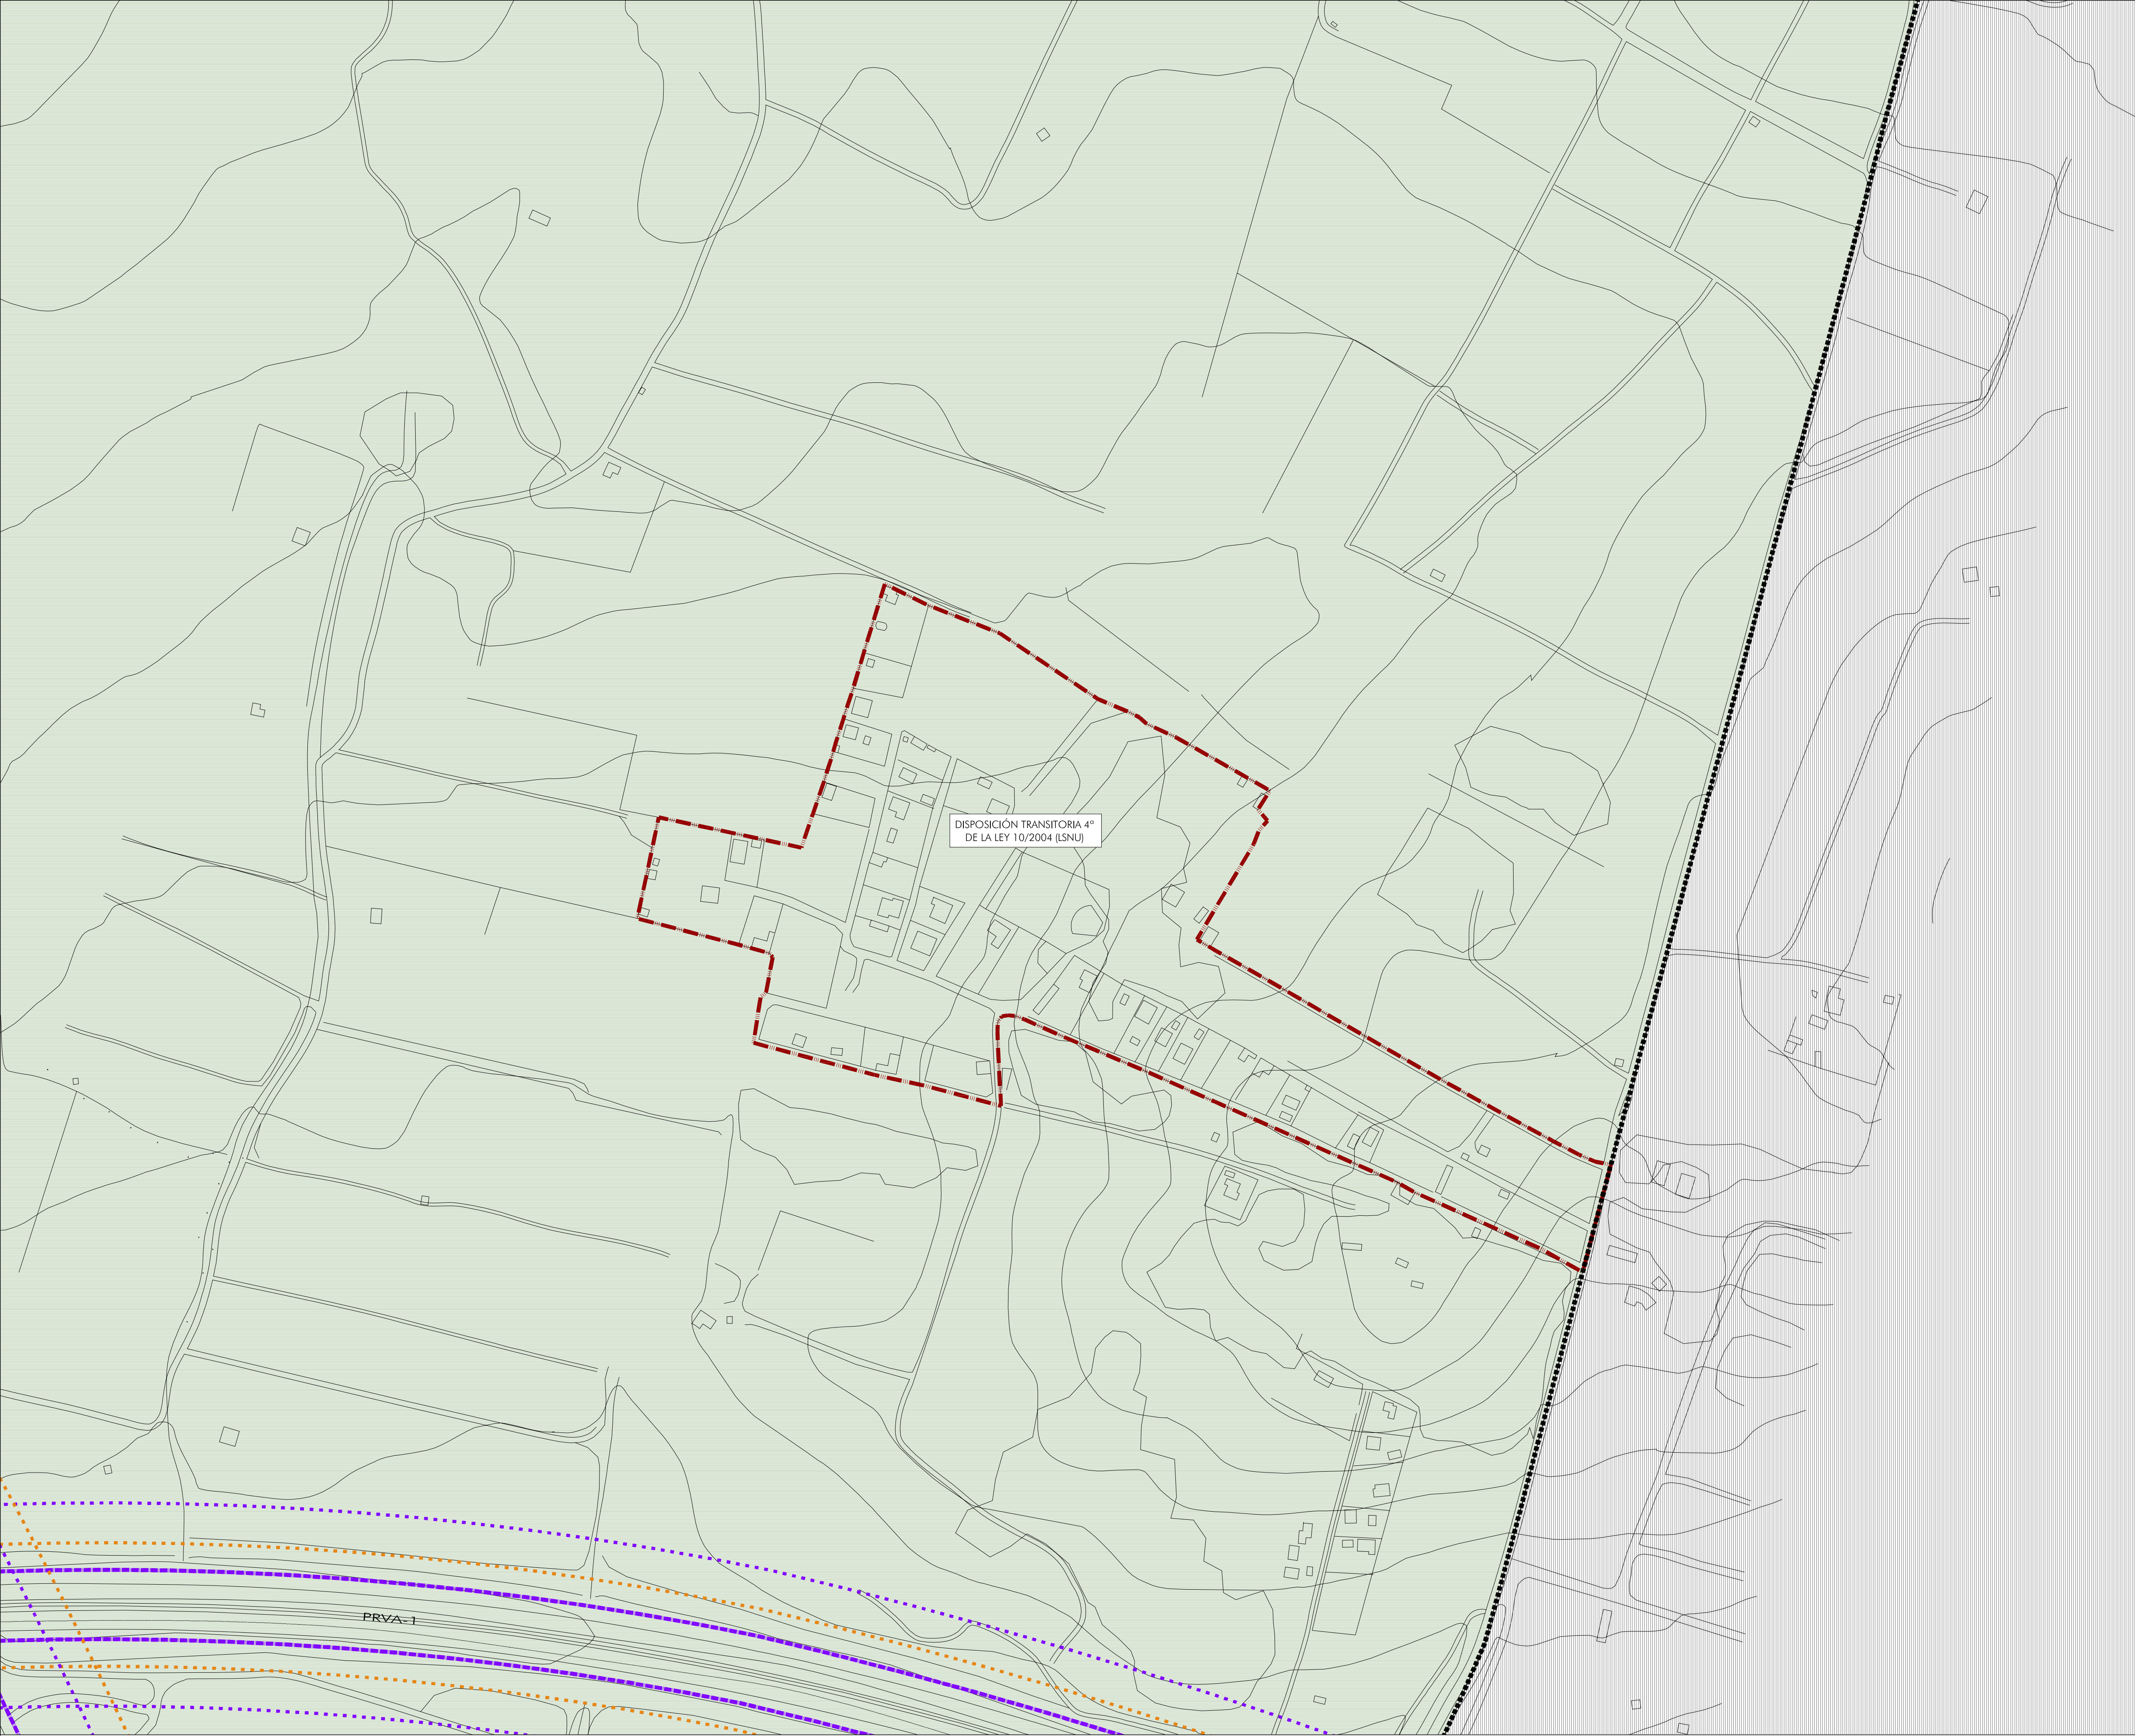 DISPOSICIÓN TRANSITORIA 4ª
DE LA LEY 10/2004 (LSNU)
PRVA-1